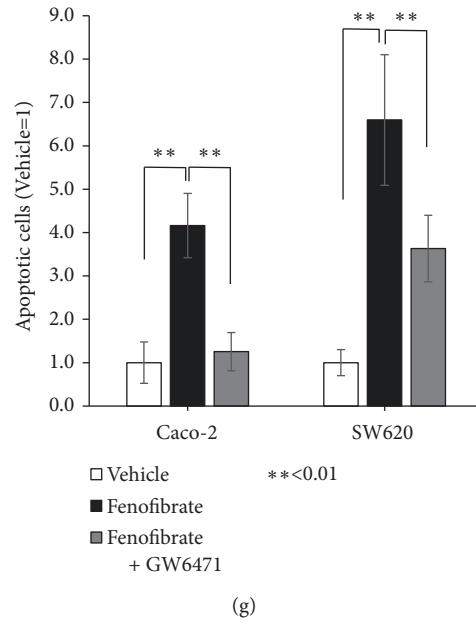 Apoptotic cells (Vehicle=1)
9.0
8.0
7.0
6.0
5.0
4.0
3.0
2.0
1.0
0.0
** **
** **
Caco-2 SW620
Vehicle **<0.01
Fenofibrate
Fenofibrate
+ GW6471
(g)